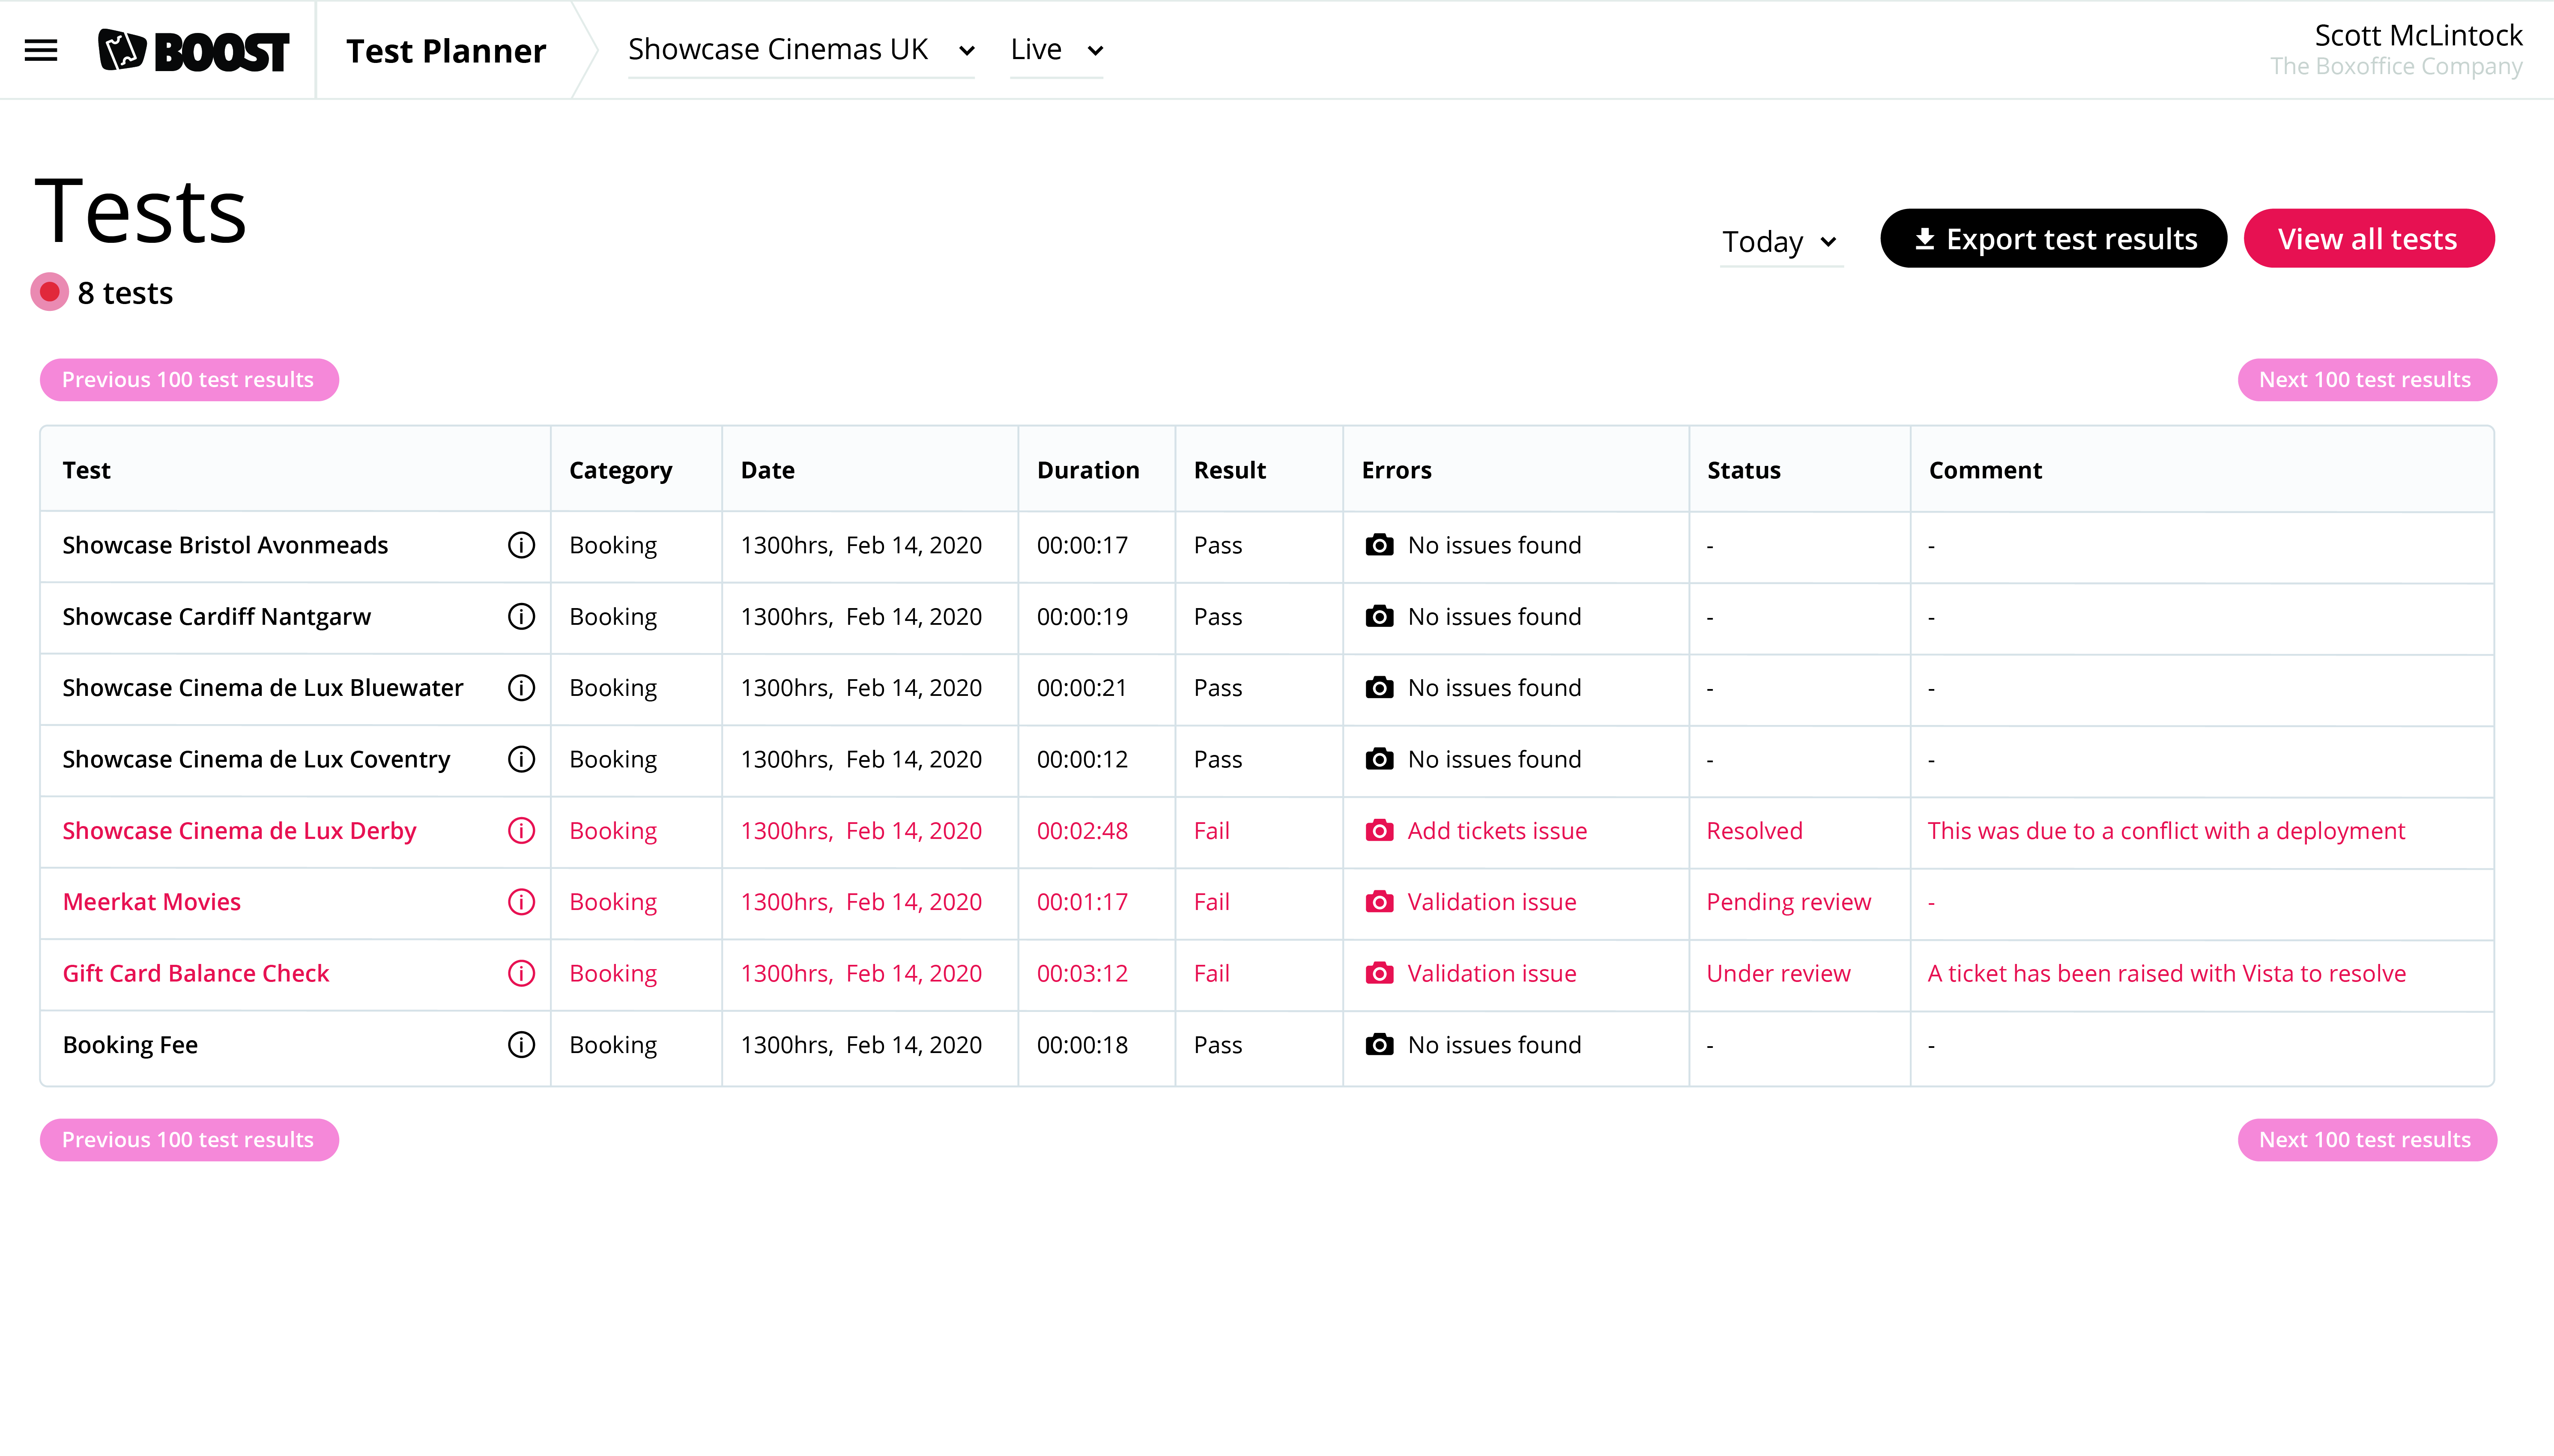 BOOST
Test Planner
Showcase Cinemas UK
Live
Scott McLintock
The Boxoffice Company
Tests
8 tests
Today
Export test results
View all tests
Previous 100 test results
Next 100 test results
Test Category Date Duration Result Errors Status Comment
Showcase Bristol Avonmeads Booking 1300hrs, Feb 14, 2020 00:00:17 Pass No issues found - -
Showcase Cardiff Nantgarw Booking 1300hrs, Feb 14, 2020 00:00:19 Pass No issues found - -
Showcase Cinema de Lux Bluewater Booking 1300hrs, Feb 14, 2020 00:00:21 Pass No issues found - -
Showcase Cinema de Lux Coventry Booking 1300hrs, Feb 14, 2020 00:00:12 Pass No issues found - -
Showcase Cinema de Lux Derby Booking 1300hrs, Feb 14, 2020 00:02:48 Fail Add tickets issue Resolved This was due to a conflict with a deployment
Meerkat Movies Booking 1300hrs, Feb 14, 2020 00:01:17 Fail Validation issue Pending review -
Gift Card Balance Check Booking 1300hrs, Feb 14, 2020 00:03:12 Fail Validation issue Under review A ticket has been raised with Vista to resolve
Booking Fee Booking 1300hrs, Feb 14, 2020 00:00:18 Pass No issues found - -
Previous 100 test results
Next 100 test results